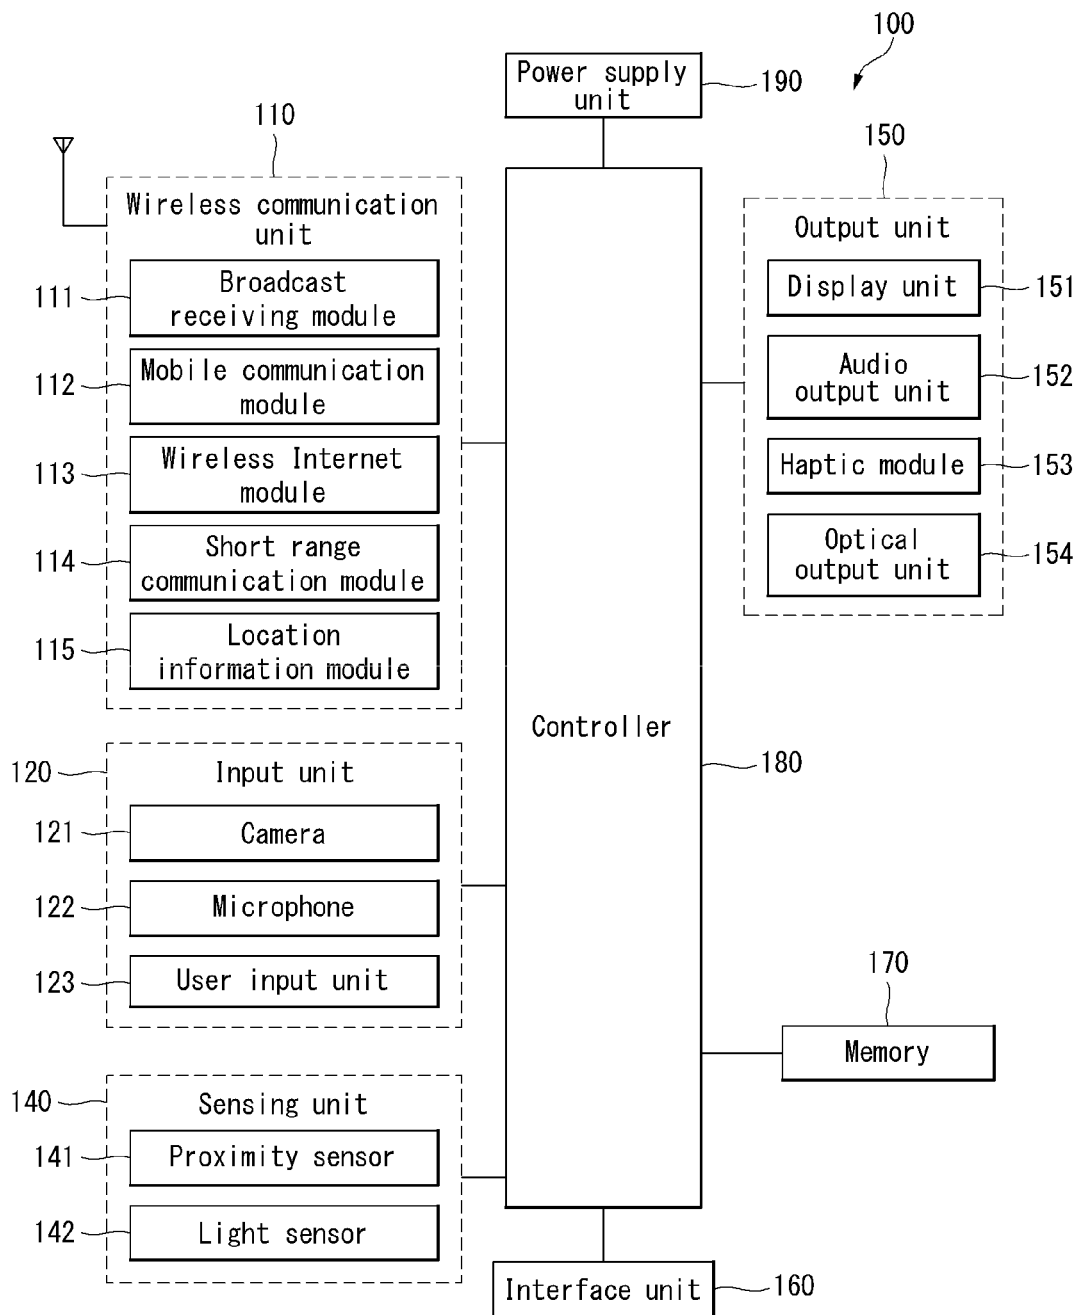 100
Power supply
unit
190
110
Wireless communication
unit
111
Broadcast
receiving module
112
Mobile communication
module
113
Wireless Internet
module
114
Short range
communication module
115
Location
information module
120
Input unit
121
Camera
122
Microphone
123
User input unit
140
Sensing unit
141
Proximity sensor
142
Light sensor
Controller
180
150
Output unit
Display unit
151
Audio
output unit
152
Haptic module
153
Optical
output unit
154
170
Memory
Interface unit
160